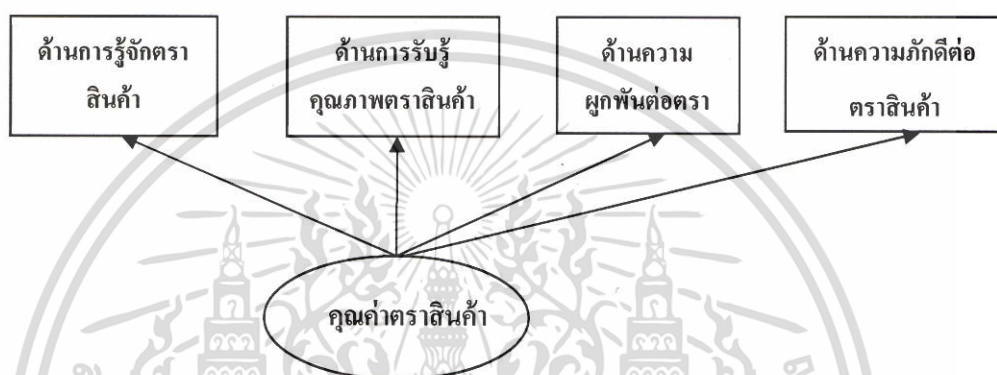 ด้านการรู้จักตรา
สินค้า
ด้านการรับรู้
คุณภาพตราสินค้า
ด้านความ
ผูกพันต่อตรา
ด้านความภักดีต่อ
ตราสินค้า
คุณค่าตราสินค้า